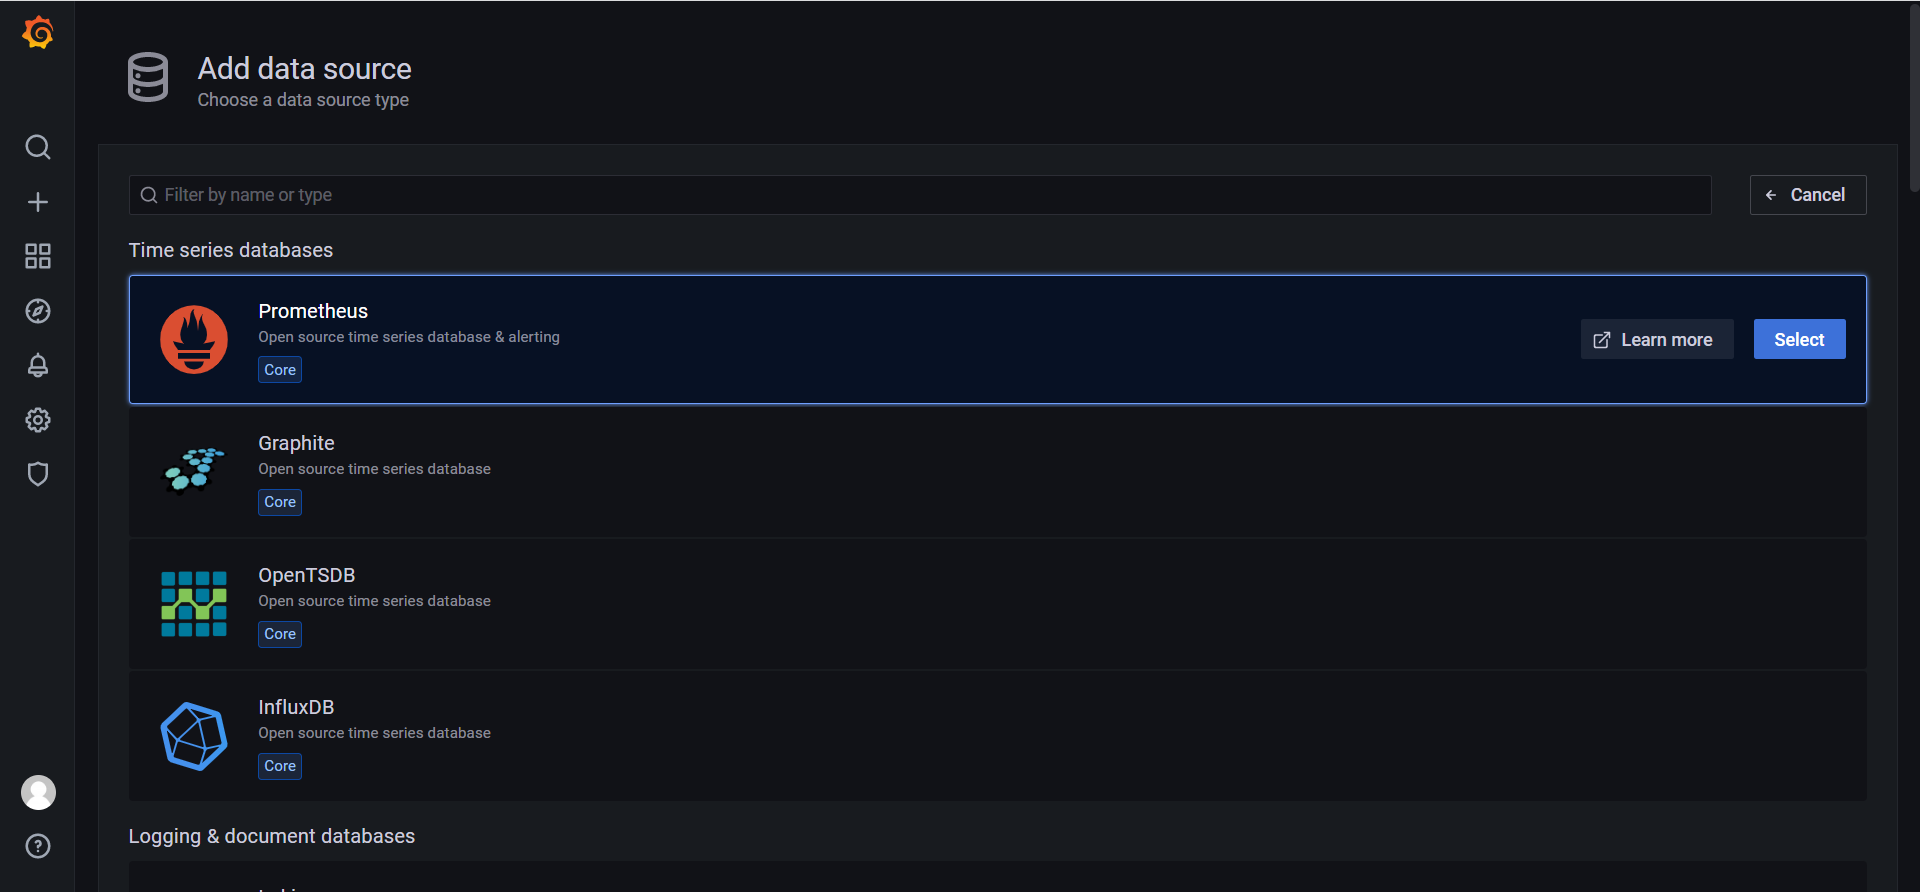 Add data source
Choose a data source type
Filter by name or type
Cancel
Time series databases
Prometheus
Open source time series database & alerting
Core
Learn more
Select
Graphite
Open source time series database
Core
OpenTSDB
Open source time series database
Core
InfluxDB
Open source time series database
Core
Logging & document databases